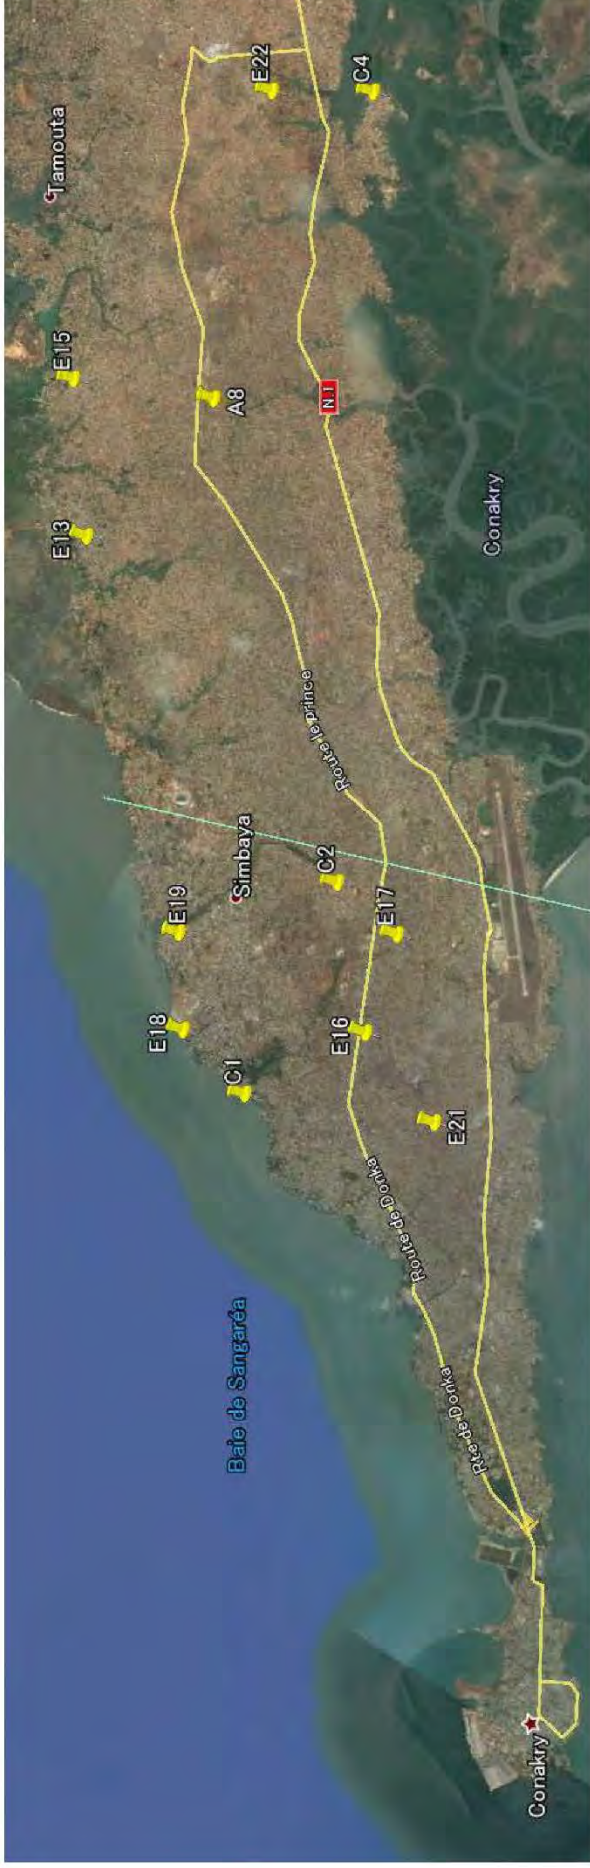 Tamouta
E22
C4
E15
A8
N.1
E13
Conakry
Route le prince
Simbaya
C2
E19
E17
E18
E16
C1
E21
Route de Donka
Baie de Sangaréa
Rte de Donka
Conakry